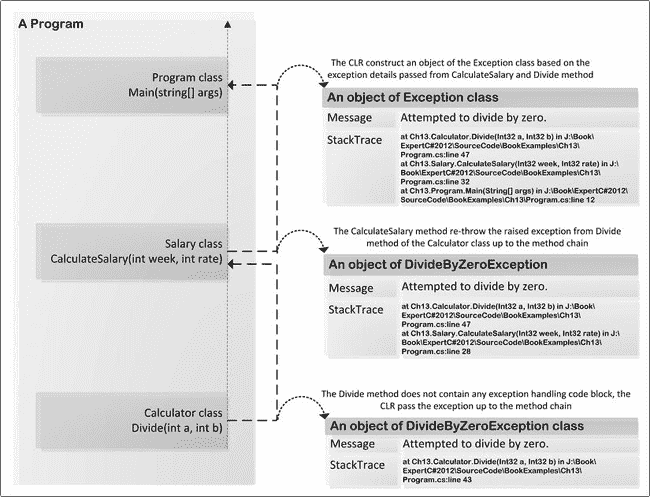 A Program
Program class
Main(string[] args)
Salary class
CalculateSalary(int week, int rate)
Calculator class
Divide(int a, int b)
The CLR construct an object of the Exception class based on the
exception details passed from CalculateSalary and Divide method
An object of Exception class
Message Attempted to divide by zero.
StackTrace at Ch13.Calculator.Divide(Int32 a, Int32 b) in J:\Book\
ExpertC#2012\SourceCode\BookExamples\Ch13\
Program.cs:line 47
at Ch13.Salary.CalculateSalary(Int32 week, Int32 rate) in J:\
Book\ExpertC#2012\SourceCode\BookExamples\Ch13\
Program.cs:line 32
at Ch13.Program.Main(String[] args) in J:\Book\ExpertC#2012\
SourceCode\BookExamples\Ch13\Program.cs:line 12
The CalculateSalary method re-throw the raised exception from Divide
method of the Calculator class up to the method chain
An object of DivideByZeroException
Message Attempted to divide by zero.
StackTrace at Ch13.Calculator.Divide(Int32 a, Int32 b) in J:\Book\
ExpertC#2012\SourceCode\BookExamples\Ch13\
Program.cs:line 47
at Ch13.Salary.CalculateSalary(Int32 week, Int32 rate) in J:\
Book\ExpertC#2012\SourceCode\BookExamples\Ch13\
Program.cs:line 28
The Divide method does not contain any exception handling code block, the
CLR pass the exception up to the method chain
An object of DivideByZeroException class
Message Attempted to divide by zero.
StackTrace at Ch13.Calculator.Divide(Int32 a, Int32 b) in J:\Book\
ExpertC#2012\SourceCode\BookExamples\Ch13\
Program.cs:line 43